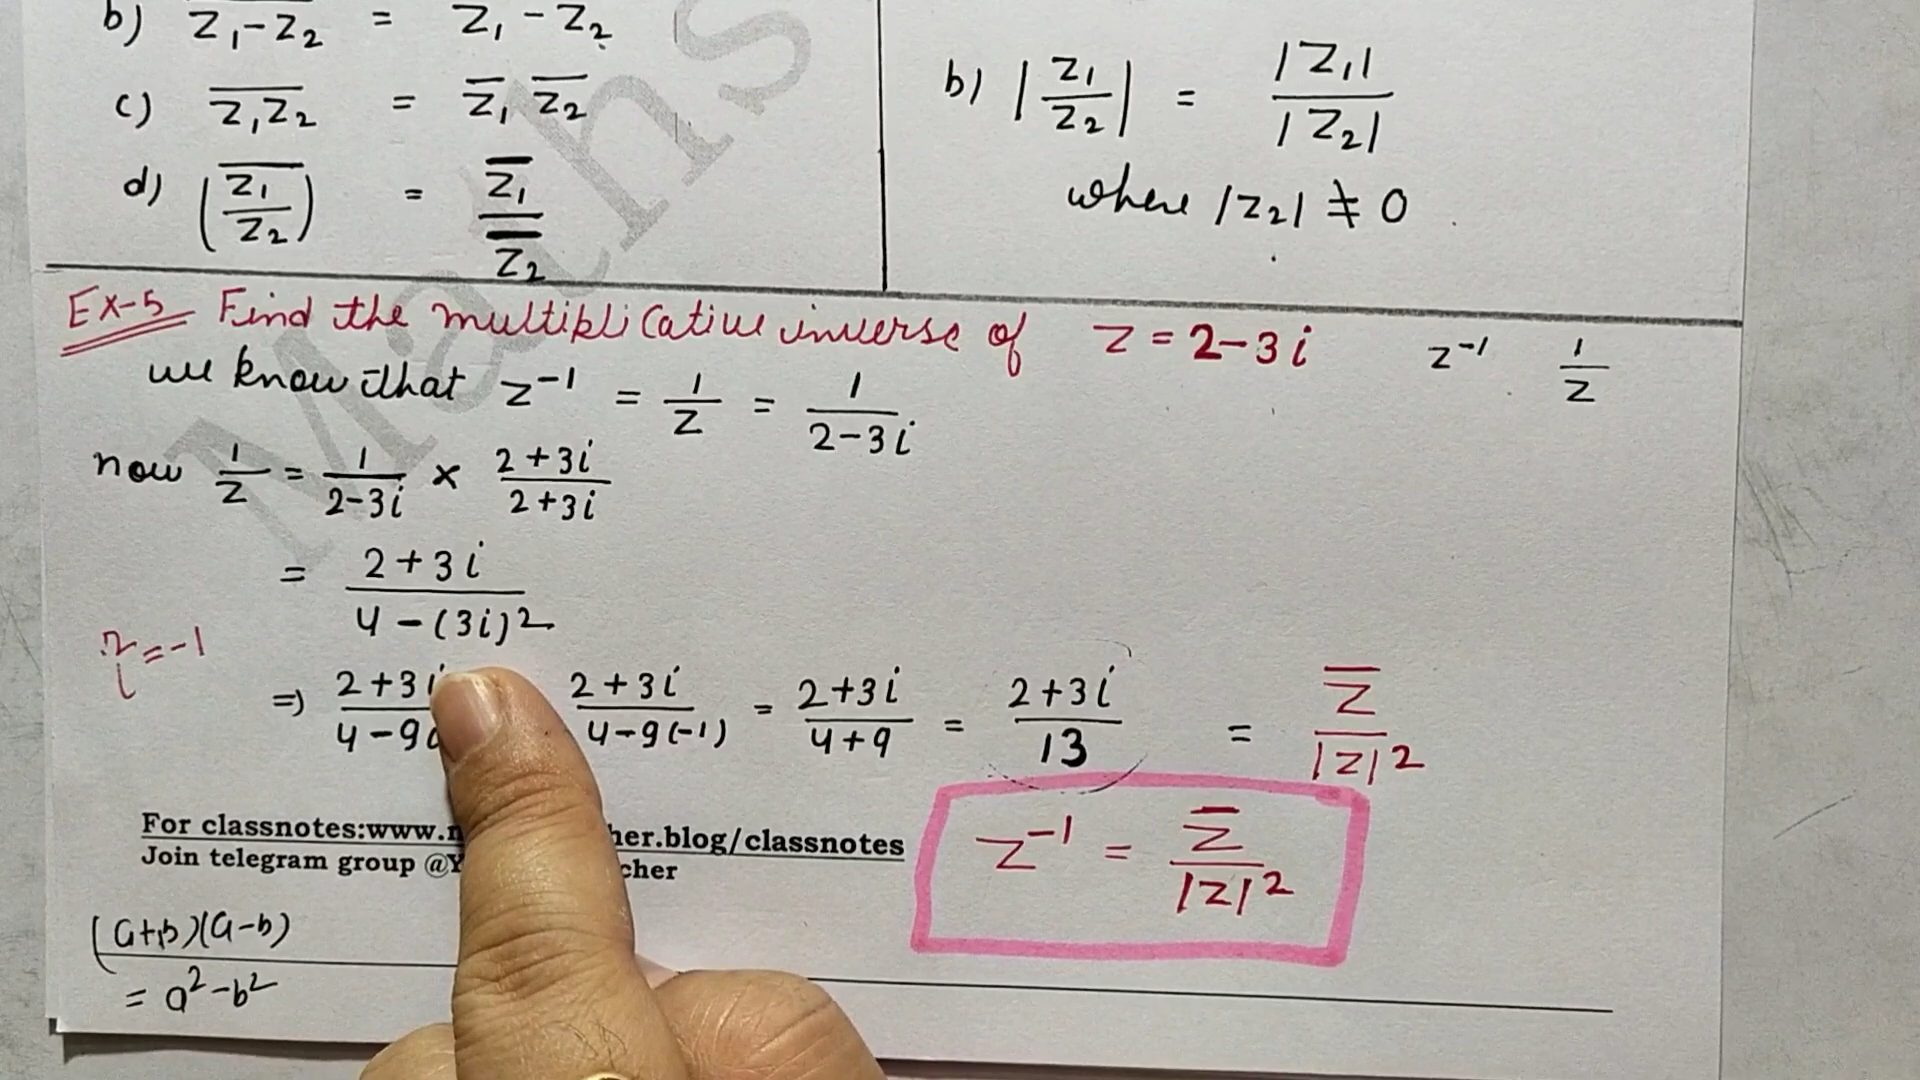 b) \overline{z₁-z₂} = z̄₁ - z̄₂
c) \overline{z₁z₂} = z̄₁ z̄₂
d) \overline{(z₁/z₂)} = z̄₁/z̄₂
b) |z₁/z₂| = |z₁|/|z₂|
where |z₂| ≠ 0
Ex-5 Find the multiplicative inverse of z = 2-3i z⁻¹ 1/z
we know that z⁻¹ = 1/z = 1/(2-3i)
now 1/z = 1/(2-3i) × (2+3i)/(2+3i)
= (2+3i)/(4-(3i)²)
i² = -1
=) (2+3i)/(4-9 (2+3i)/(4-9(-1)) = (2+3i)/(4+9) = (2+3i)/13 = z̄/|z|²
z⁻¹ = z̄/|z|²
For classnotes:www. her.blog/classnotes
Join telegram group @Y cher
(a+b)(a-b)
= a²-b²
Maths